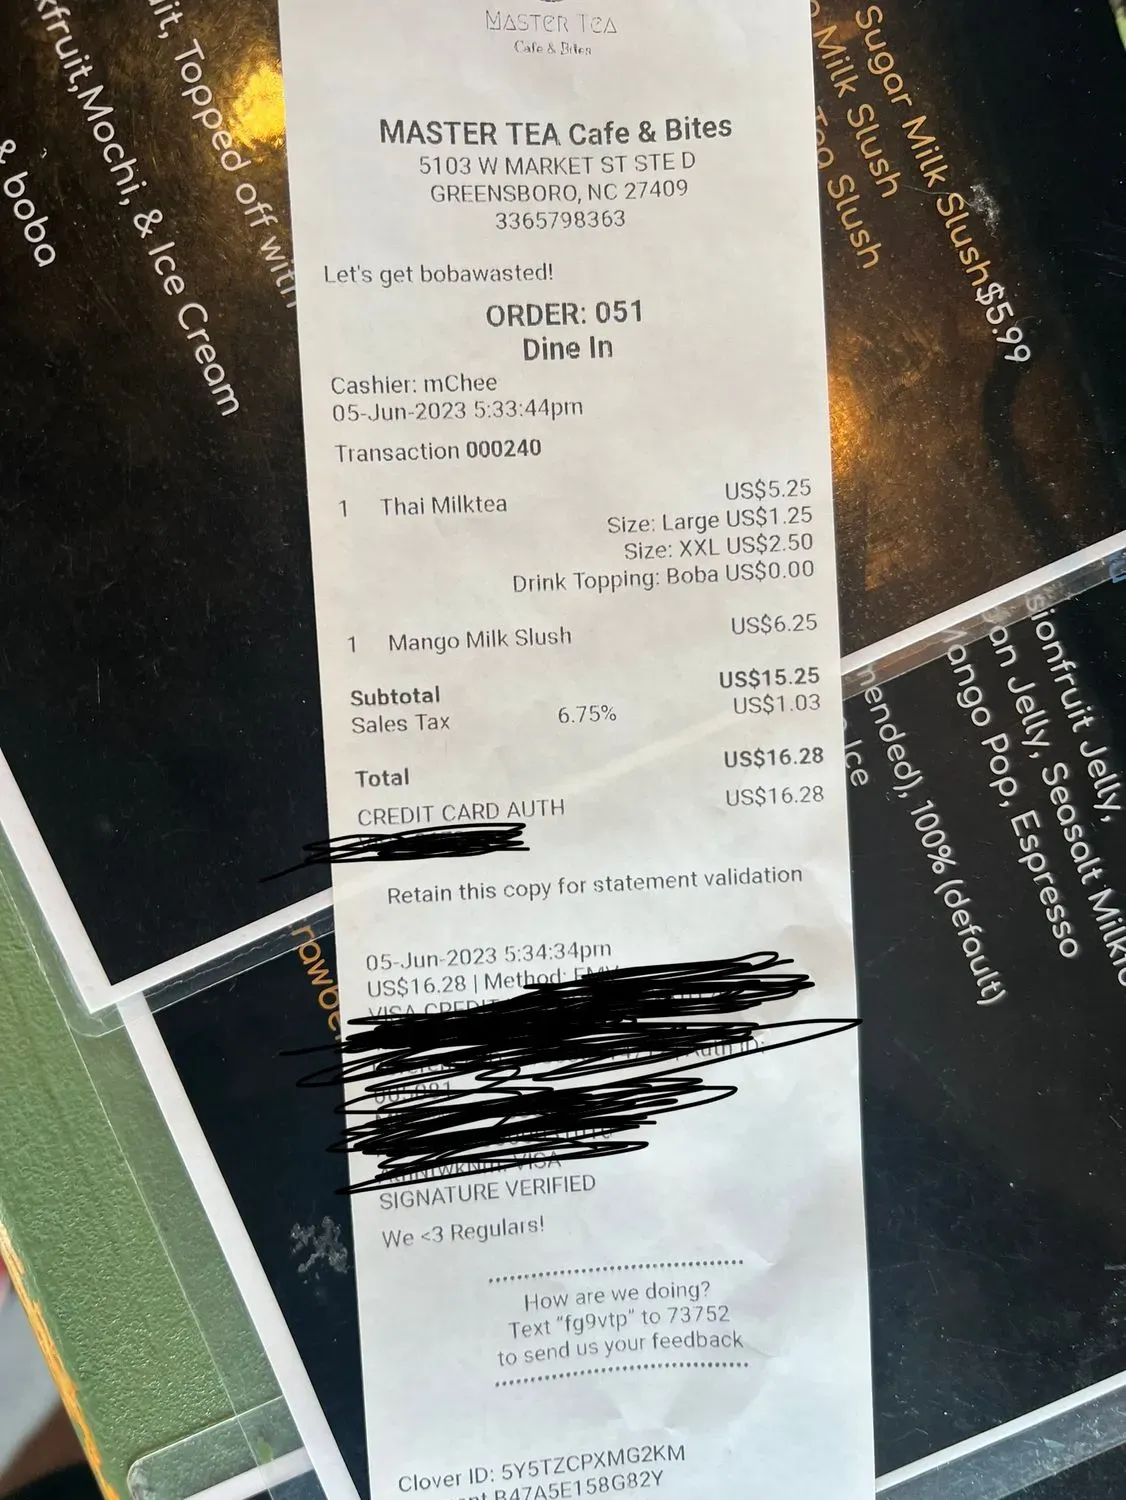 MASTER TEA
Cafe & Bites
MASTER TEA Cafe & Bites
5103 W MARKET ST STE D
GREENSBORO, NC 27409
3365798363
Let's get bobawasted!
ORDER: 051
Dine In
Cashier: mChee
05-Jun-2023 5:33:44pm
Transaction 000240
1 Thai Milktea US$5.25
Size: Large US$1.25
Size: XXL US$2.50
Drink Topping: Boba US$0.00
1 Mango Milk Slush US$6.25
Subtotal US$15.25
Sales Tax 6.75% US$1.03
Total US$16.28
CREDIT CARD AUTH US$16.28
Retain this copy for statement validation
05-Jun-2023 5:34:34pm
US$16.28 | Method: EMV
VISA CREDIT
Auth ID:
VISA
SIGNATURE VERIFIED
We <3 Regulars!
How are we doing?
Text "fg9vtp" to 73752
to send us your feedback
Clover ID: 5Y5TZCPXMG2KM
B47A5E158G82Y
Topped off with
Mochi, & Ice Cream
& boba
Sugar Milk Slush $5.99
Milk Slush
Slush
Jelly,
Jelly, Seasalt
Pop, Espresso
100% (default)
Ice